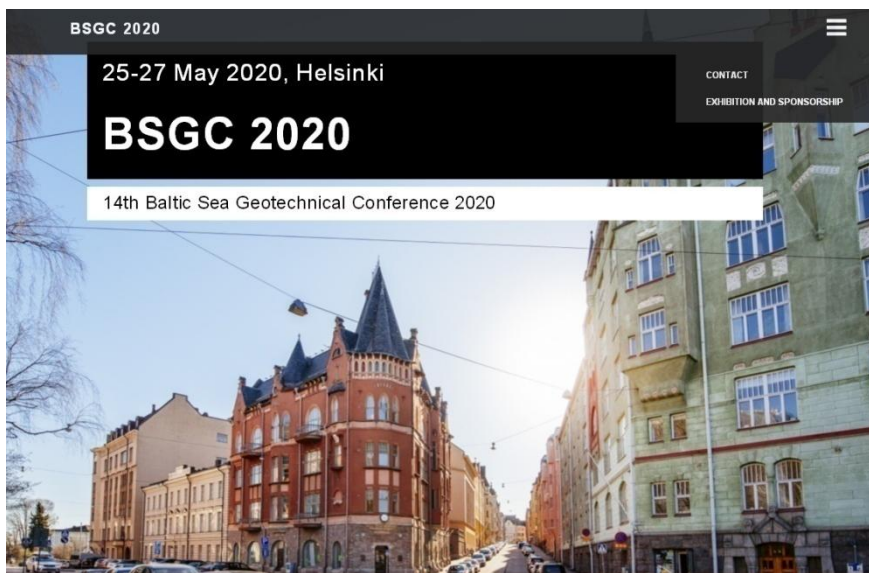 BSGC 2020
25-27 May 2020, Helsinki
CONTACT
EXHIBITION AND SPONSORSHIP
BSGC 2020
14th Baltic Sea Geotechnical Conference 2020